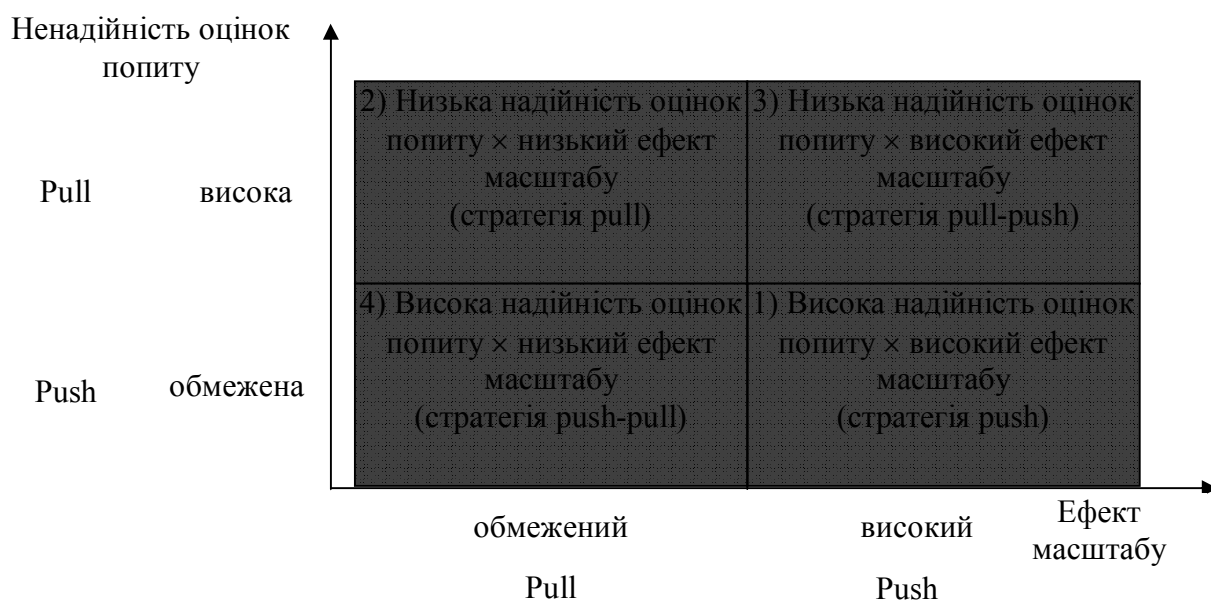 Ненадійність оцінок
попиту
2) Низька надійність оцінок
попиту × низький ефект
масштабу
(стратегія pull)
3) Низька надійність оцінок
попиту × високий ефект
масштабу
(стратегія pull-push)
Pull
висока
4) Висока надійність оцінок
попиту × низький ефект
масштабу
(стратегія push-pull)
1) Висока надійність оцінок
попиту × високий ефект
масштабу
(стратегія push)
Push
обмежена
обмежений
високий
Ефект
масштабу
Pull
Push